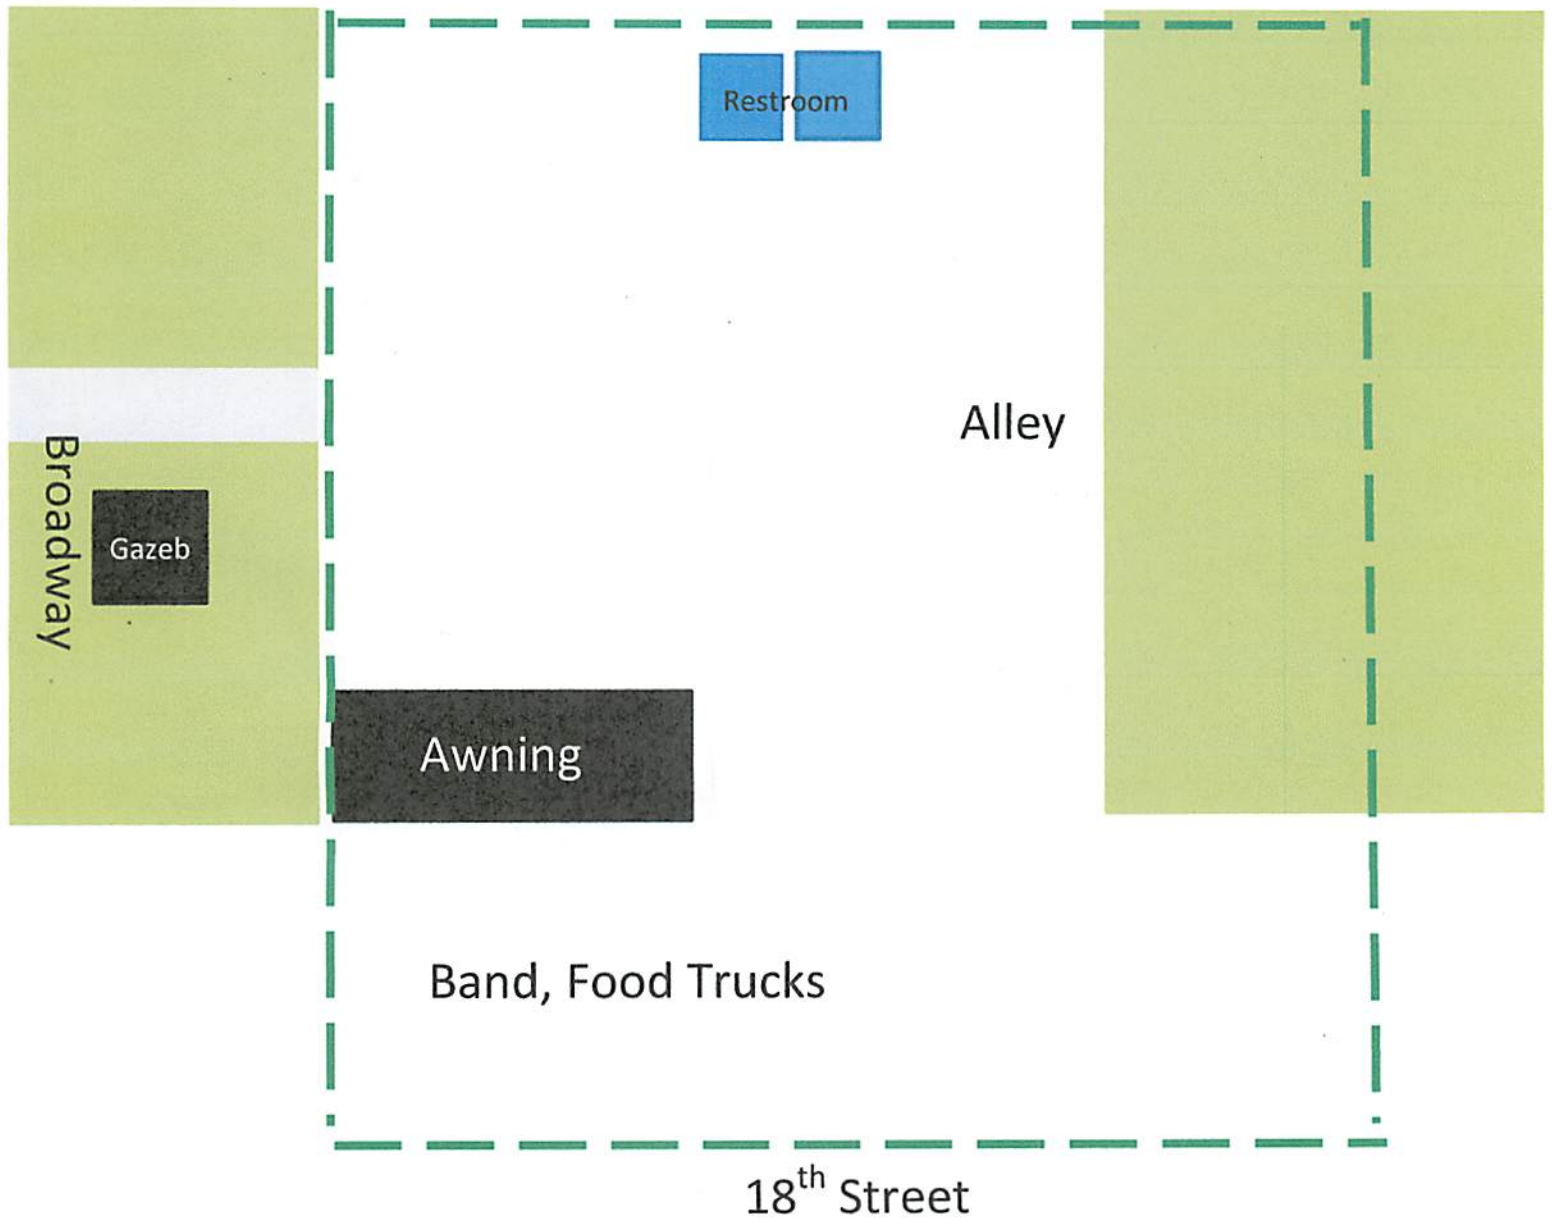 Restroom
Alley
Broadway
Gazeb
Awning
Band, Food Trucks
18th Street